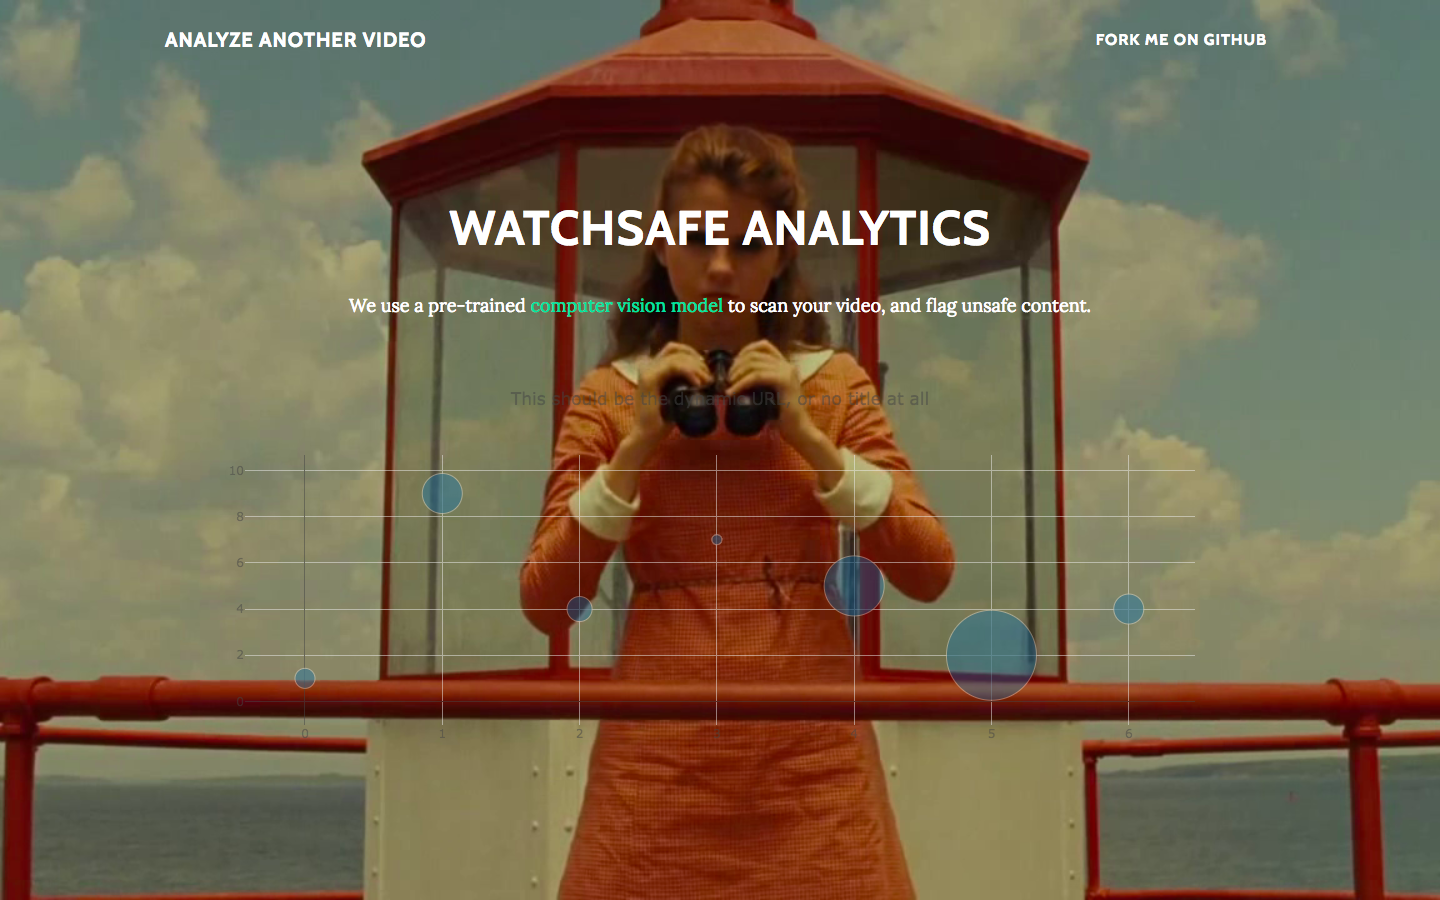 ANALYZE ANOTHER VIDEO
FORK ME ON GITHUB
WATCHSAFE ANALYTICS
We use a pre-trained computer vision model to scan your video, and flag unsafe content.
This should be the dynamic URL, or no title at all
10
8
6
4
2
0
0 1 2 3 4 5 6